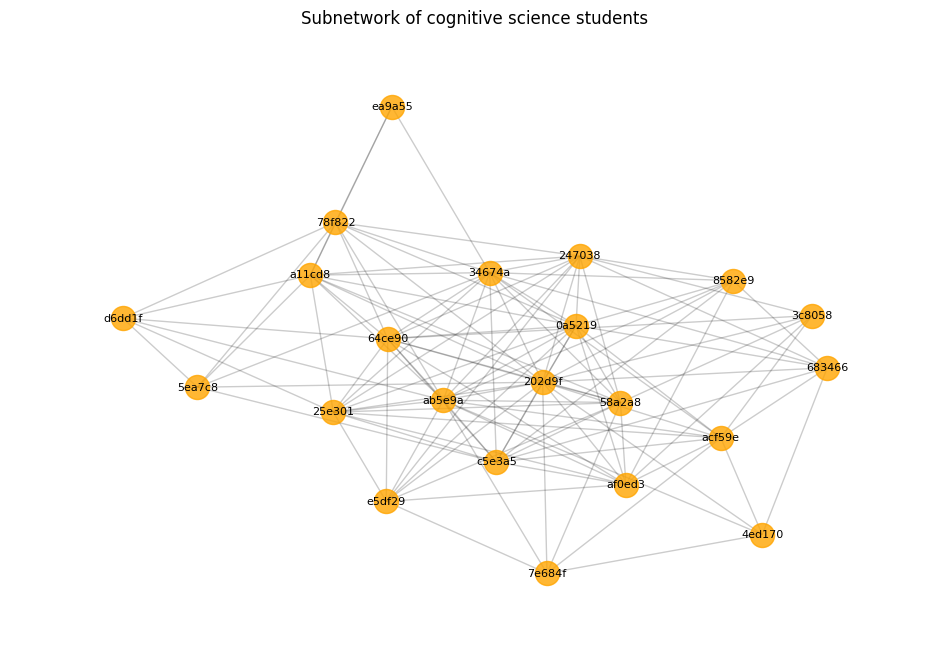 Subnetwork of cognitive science students
ea9a55
78f822
247038
a11cd8
34674a
8582e9
d6dd1f
3c8058
0a5219
64ce90
683466
5ea7c8
202d9f
ab5e9a
58a2a8
25e301
acf59e
c5e3a5
af0ed3
e5df29
4ed170
7e684f